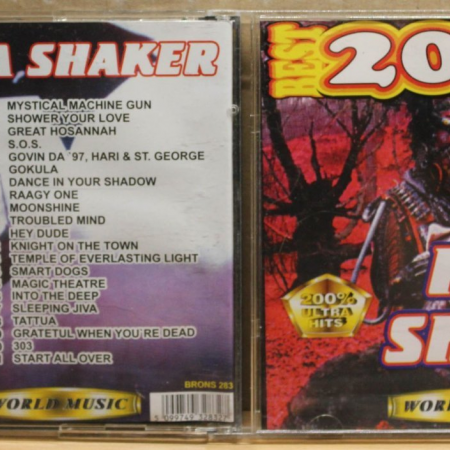 A SHAKER
MYSTICAL MACHINE GUN
SHOWER YOUR LOVE
GREAT HOSANNAH
S.O.S.
GOVIN DA ´97, HARI & ST. GEORGE
GOKULA
DANCE IN YOUR SHADOW
RAAGY ONE
MOONSHINE
TROUBLED MIND
HEY DUDE
KNIGHT ON THE TOWN
TEMPLE OF EVERLASTING LIGHT
SMART DOGS
MAGIC THEATRE
INTO THE DEEP
SLEEPING JIVA
TATTUA
GRATEFUL WHEN YOU'RE DEAD
303
START ALL OVER
BRONS 283
WORLD MUSIC
BEST
20
200%
ULTRA
HITS
SH
WOR